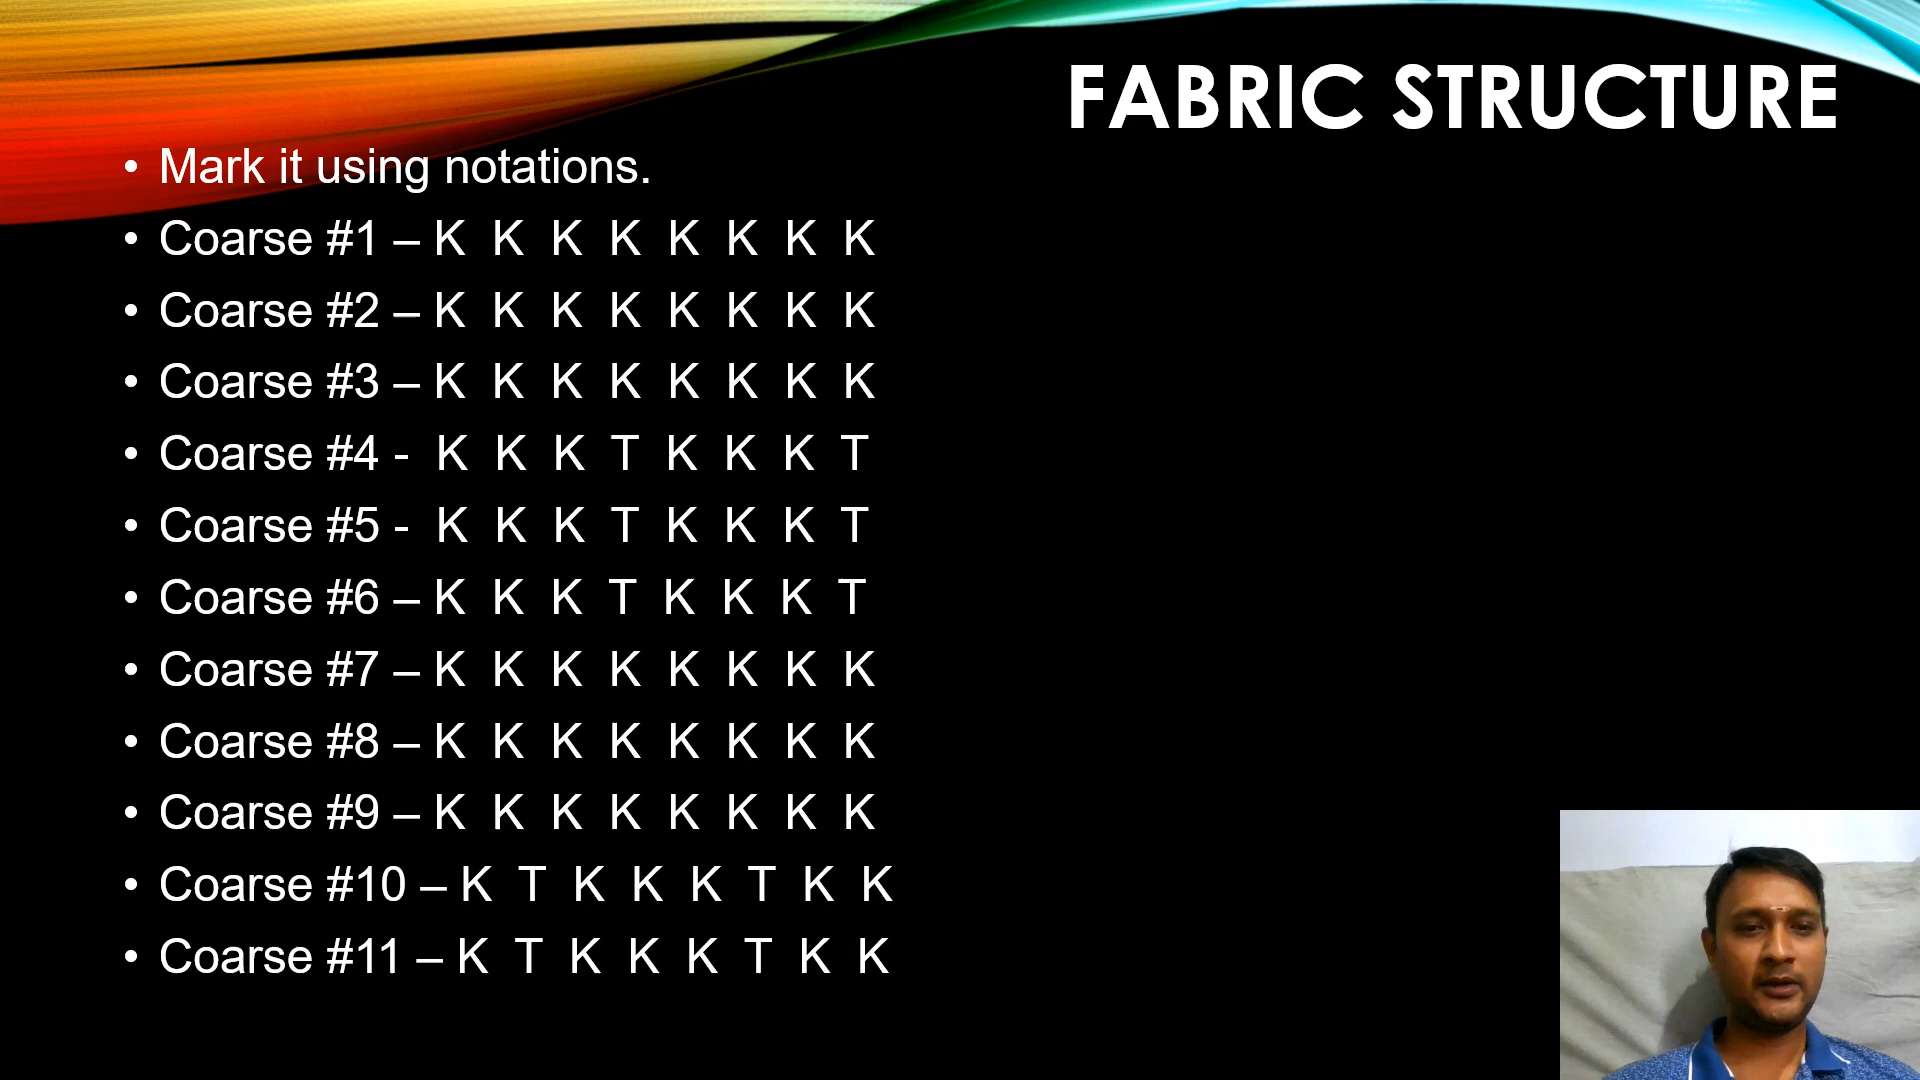 FABRIC STRUCTURE
• Mark it using notations.
• Coarse #1 – K K K K K K K K
• Coarse #2 – K K K K K K K K
• Coarse #3 – K K K K K K K K
• Coarse #4 - K K K T K K K T
• Coarse #5 - K K K T K K K T
• Coarse #6 – K K K T K K K T
• Coarse #7 – K K K K K K K K
• Coarse #8 – K K K K K K K K
• Coarse #9 – K K K K K K K K
• Coarse #10 – K T K K K T K K
• Coarse #11 – K T K K K T K K